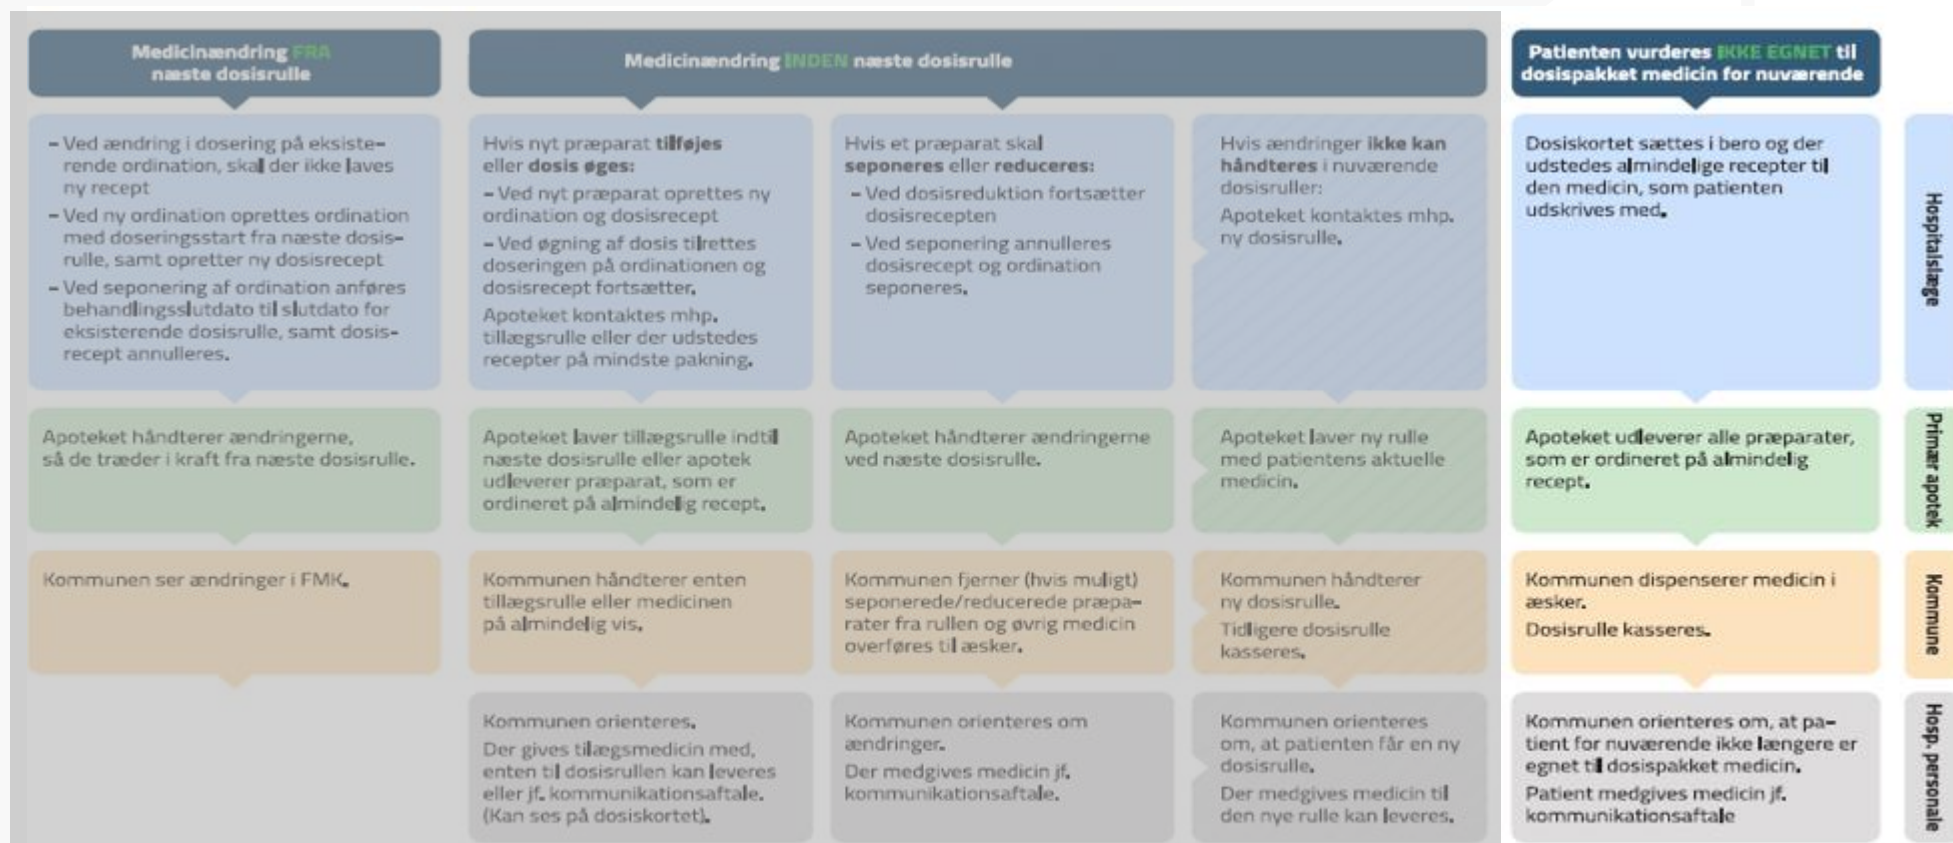 Medicinændring FRA
næste dosisrulle
– Ved ændring i dosering på eksiste–
rende ordination, skal der ikke laves
ny recept
– Ved ny ordination oprettes ordination
med doseringsstart fra næste dosis–
rulle, samt opretter ny dosisrecept
– Ved seponering af ordination anføres
behandlingsslutdato til slutdato for
eksisterende dosisrulle, samt dosis–
recept annulleres.
Apoteket håndterer ændringerne,
så de træder i kraft fra næste dosisrulle.
Kommunen ser ændringer i FMK.
Medicinændring INDEN næste dosisrulle
Hvis nyt præparat tilføjes
eller dosis øges:
– Ved nyt præparat oprettes ny
ordination og dosisrecept
– Ved øgning af dosis tilrettes
doseringen på ordinationen og
dosisrecept fortsætter.
Apoteket kontaktes mhp.
tillægsrulle eller der udstedes
recepter på mindste pakning.
Apoteket laver tillægsrulle indtil
næste dosisrulle eller apotek
udleverer præparat, som er
ordineret på almindelig recept.
Kommunen håndterer enten
tillægsrulle eller medicinen
på almindelig vis.
Kommunen orienteres.
Der gives tilægsmedicin med,
enten til dosisrullen kan leveres
eller jf. kommunikationsaftale.
(Kan ses på dosiskortet).
Hvis et præparat skal
seponeres eller reduceres:
– Ved dosisreduktion fortsætter
dosisrecepten
– Ved seponering annulleres
dosisrecept og ordination
seponeres.
Apoteket håndterer ændringerne
ved næste dosisrulle.
Kommunen fjerner (hvis muligt)
seponerede/reducerede præpa–
rater fra rullen og øvrig medicin
overføres til æsker.
Kommunen orienteres om
ændringer.
Der medgives medicin jf.
kommunikationsaftale.
Hvis ændringer ikke kan
håndteres i nuværende
dosisruller:
Apoteket kontaktes mhp.
ny dosisrulle.
Apoteket laver ny rulle
med patientens aktuelle
medicin.
Kommunen håndterer
ny dosisrulle.
Tidligere dosisrulle
kasseres.
Kommunen orienteres
om, at patienten får en ny
dosisrulle.
Der medgives medicin til
den nye rulle kan leveres.
Patienten vurderes IKKE EGNET til
dosispakket medicin for nuværende
Dosiskortet sættes i bero og der
udstedes almindelige recepter til
den medicin, som patienten
udskrives med.
Apoteket udleverer alle præparater,
som er ordineret på almindelig
recept.
Kommunen dispenserer medicin i
æsker.
Dosisrulle kasseres.
Kommunen orienteres om, at pa–
tient for nuværende ikke længere er
egnet til dosispakket medicin.
Patient medgives medicin jf.
kommunikationsaftale
Hospitalslæge
Primær apotek
Kommune
Hosp. personale